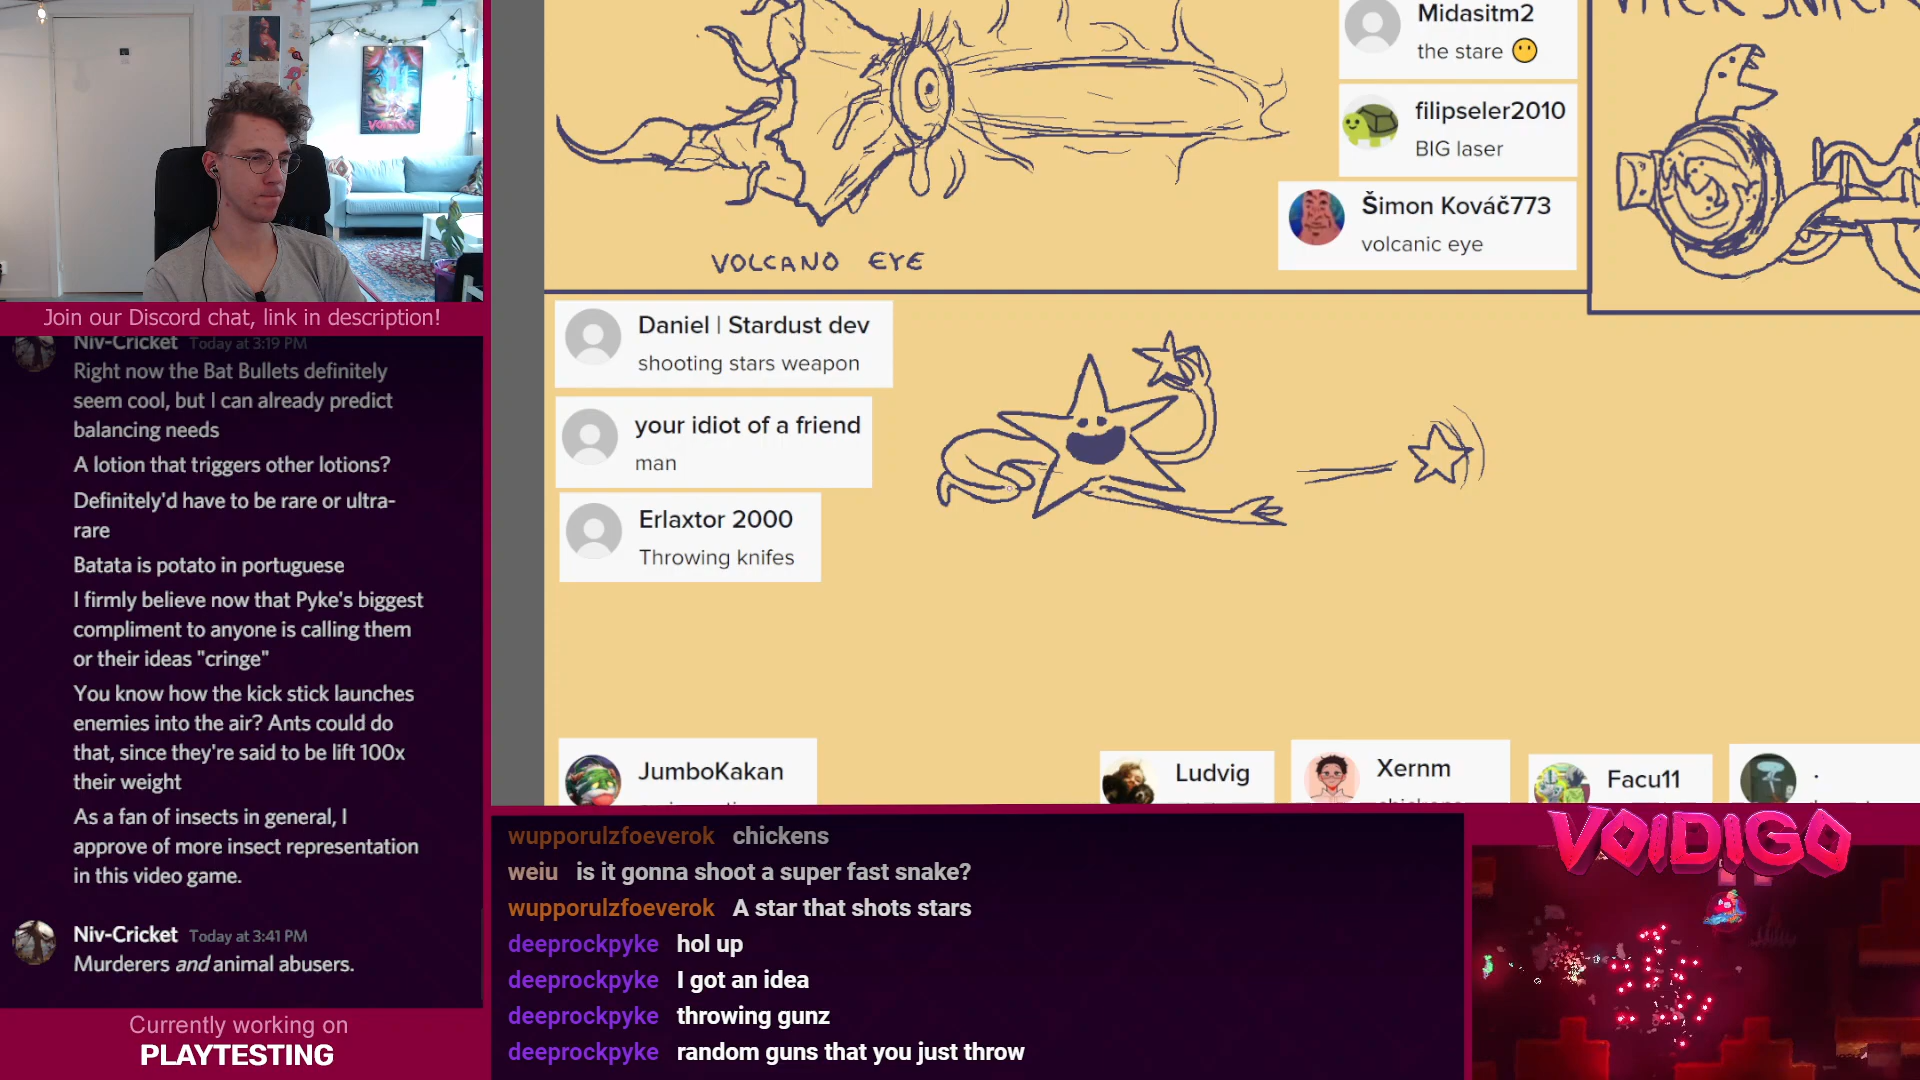 VOIDIGO
Join our Discord chat, link in description!
Niv-Cricket Today at 3:19 PM
Right now the Bat Bullets definitely
seem cool, but I can already predict
balancing needs
A lotion that triggers other lotions?
Definitely'd have to be rare or ultra-
rare
Batata is potato in portuguese
I firmly believe now that Pyke's biggest
compliment to anyone is calling them
or their ideas "cringe"
You know how the kick stick launches
enemies into the air? Ants could do
that, since they're said to be lift 100x
their weight
As a fan of insects in general, I
approve of more insect representation
in this video game.
Niv-Cricket Today at 3:41 PM
Murderers and animal abusers.
Currently working on
PLAYTESTING
VOLCANO EYE
Midasitm2
the stare 😶
filipseler2010
BIG laser
Šimon Kováč773
volcanic eye
Daniel | Stardust dev
shooting stars weapon
your idiot of a friend
man
Erlaxtor 2000
Throwing knifes
JumboKakan
Ludvig
Xernm
Facu11
.
wupporulzfoeverok chickens
weiu is it gonna shoot a super fast snake?
wupporulzfoeverok A star that shots stars
deeprockpyke hol up
deeprockpyke I got an idea
deeprockpyke throwing gunz
deeprockpyke random guns that you just throw
VOIDIGO